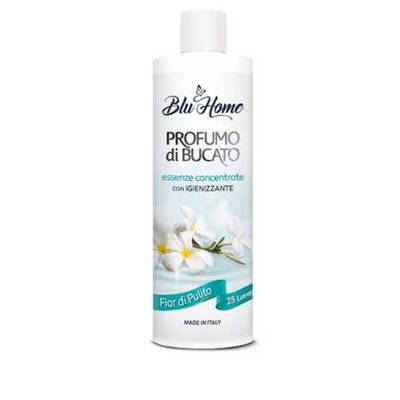 Blu Home
PROFUMO
di BUCATO
essenze concentrate
CON IGIENIZZANTE
Fior di Pulito
25
MADE IN ITALY